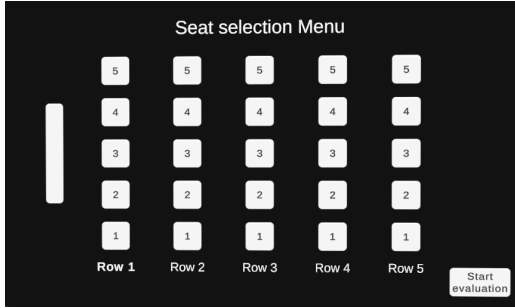 Seat selection Menu
5 5 5 5 5
4 4 4 4 4
3 3 3 3 3
2 2 2 2 2
1 1 1 1 1
Row 1 Row 2 Row 3 Row 4 Row 5
Start
evaluation